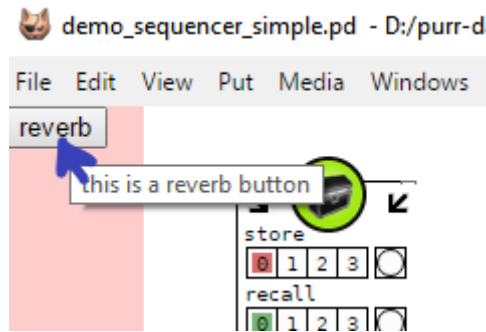 demo_sequencer_simple.pd - D:/purr-d
File Edit View Put Media Windows
reverb
this is a reverb button
store
0 1 2 3
recall
0 1 2 3